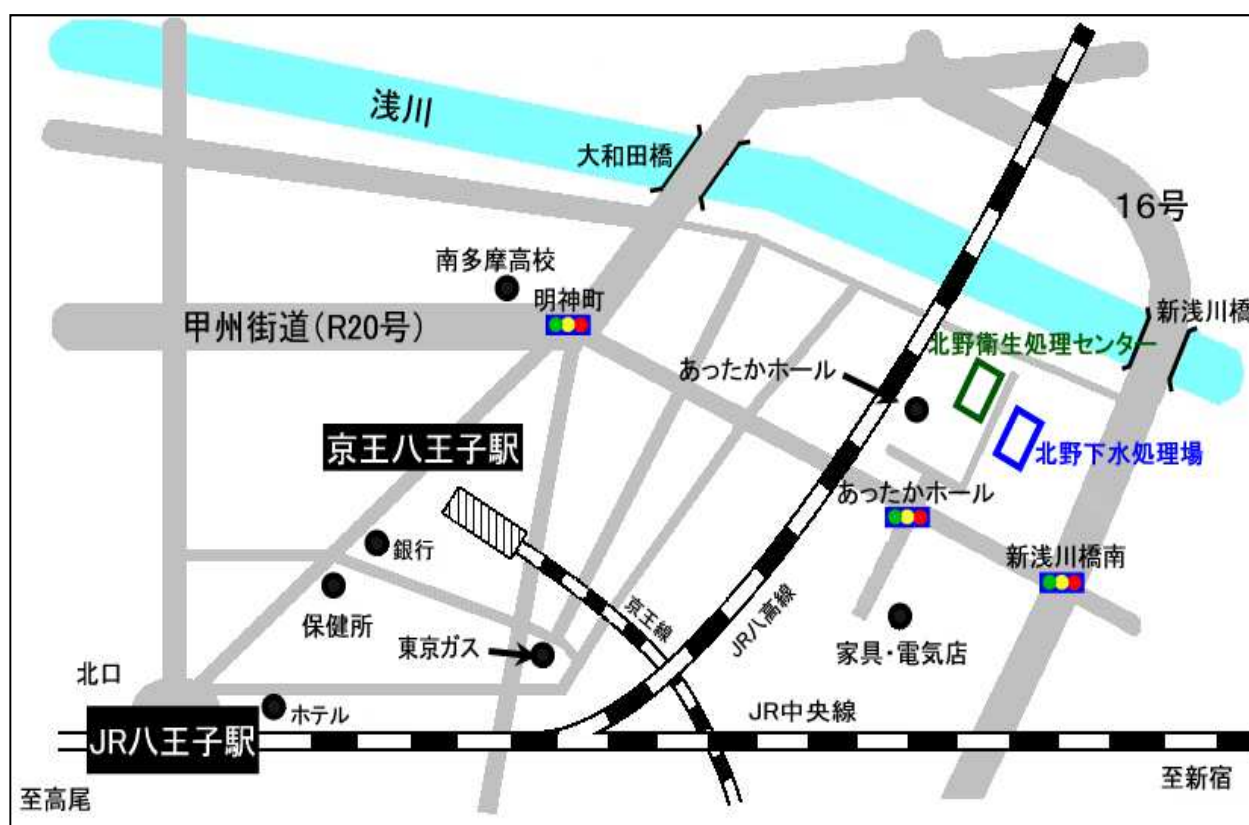 浅川
大和田橋
16号
南多摩高校
明神町
甲州街道(R20号)
新浅川橋
北野衛生処理センター
あったかホール
京王八王子駅
北野下水処理場
あったかホール
銀行
新浅川橋南
保健所
京王線
JR八高線
東京ガス
家具・電気店
北口
ホテル
JR中央線
JR八王子駅
至新宿
至高尾